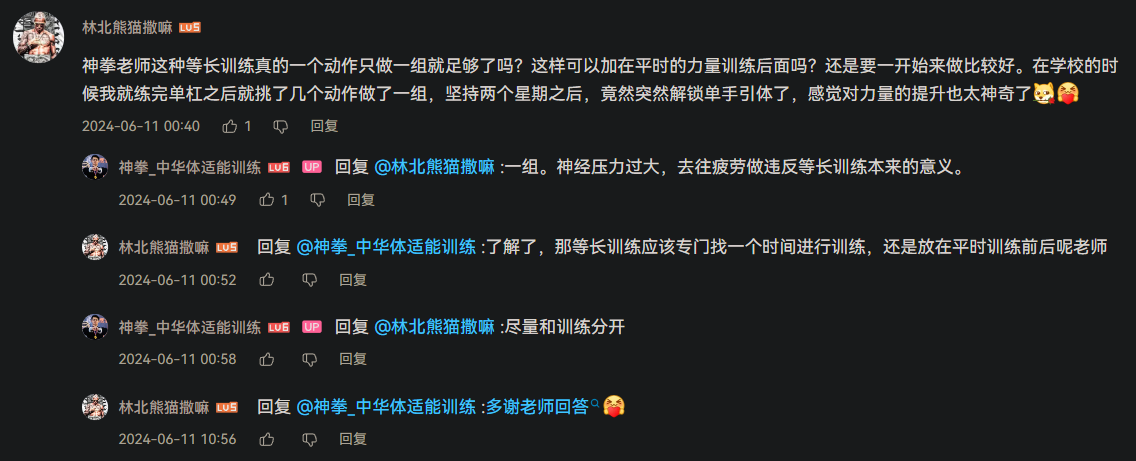 林北熊猫撒嘛 LV5
神拳老师这种等长训练真的一个动作只做一组就足够了吗？这样可以加在平时的力量训练后面吗？还是要一开始来做比较好。在学校的时
候我就练完单杠之后就挑了几个动作做了一组，坚持两个星期之后，竟然突然解锁单手引体了，感觉对力量的提升也太神奇了
2024-06-11 00:40 1 回复
神拳_中华体适能训练 LV6 UP 回复 @林北熊猫撒嘛 :一组。神经压力过大，去往疲劳做违反等长训练本来的意义。
2024-06-11 00:49 1 回复
林北熊猫撒嘛 LV5 回复 @神拳_中华体适能训练 :了解了，那等长训练应该专门找一个时间进行训练，还是放在平时训练前后呢老师
2024-06-11 00:52 回复
神拳_中华体适能训练 LV6 UP 回复 @林北熊猫撒嘛 :尽量和训练分开
2024-06-11 00:58 回复
林北熊猫撒嘛 LV5 回复 @神拳_中华体适能训练 :多谢老师回答
2024-06-11 10:56 回复